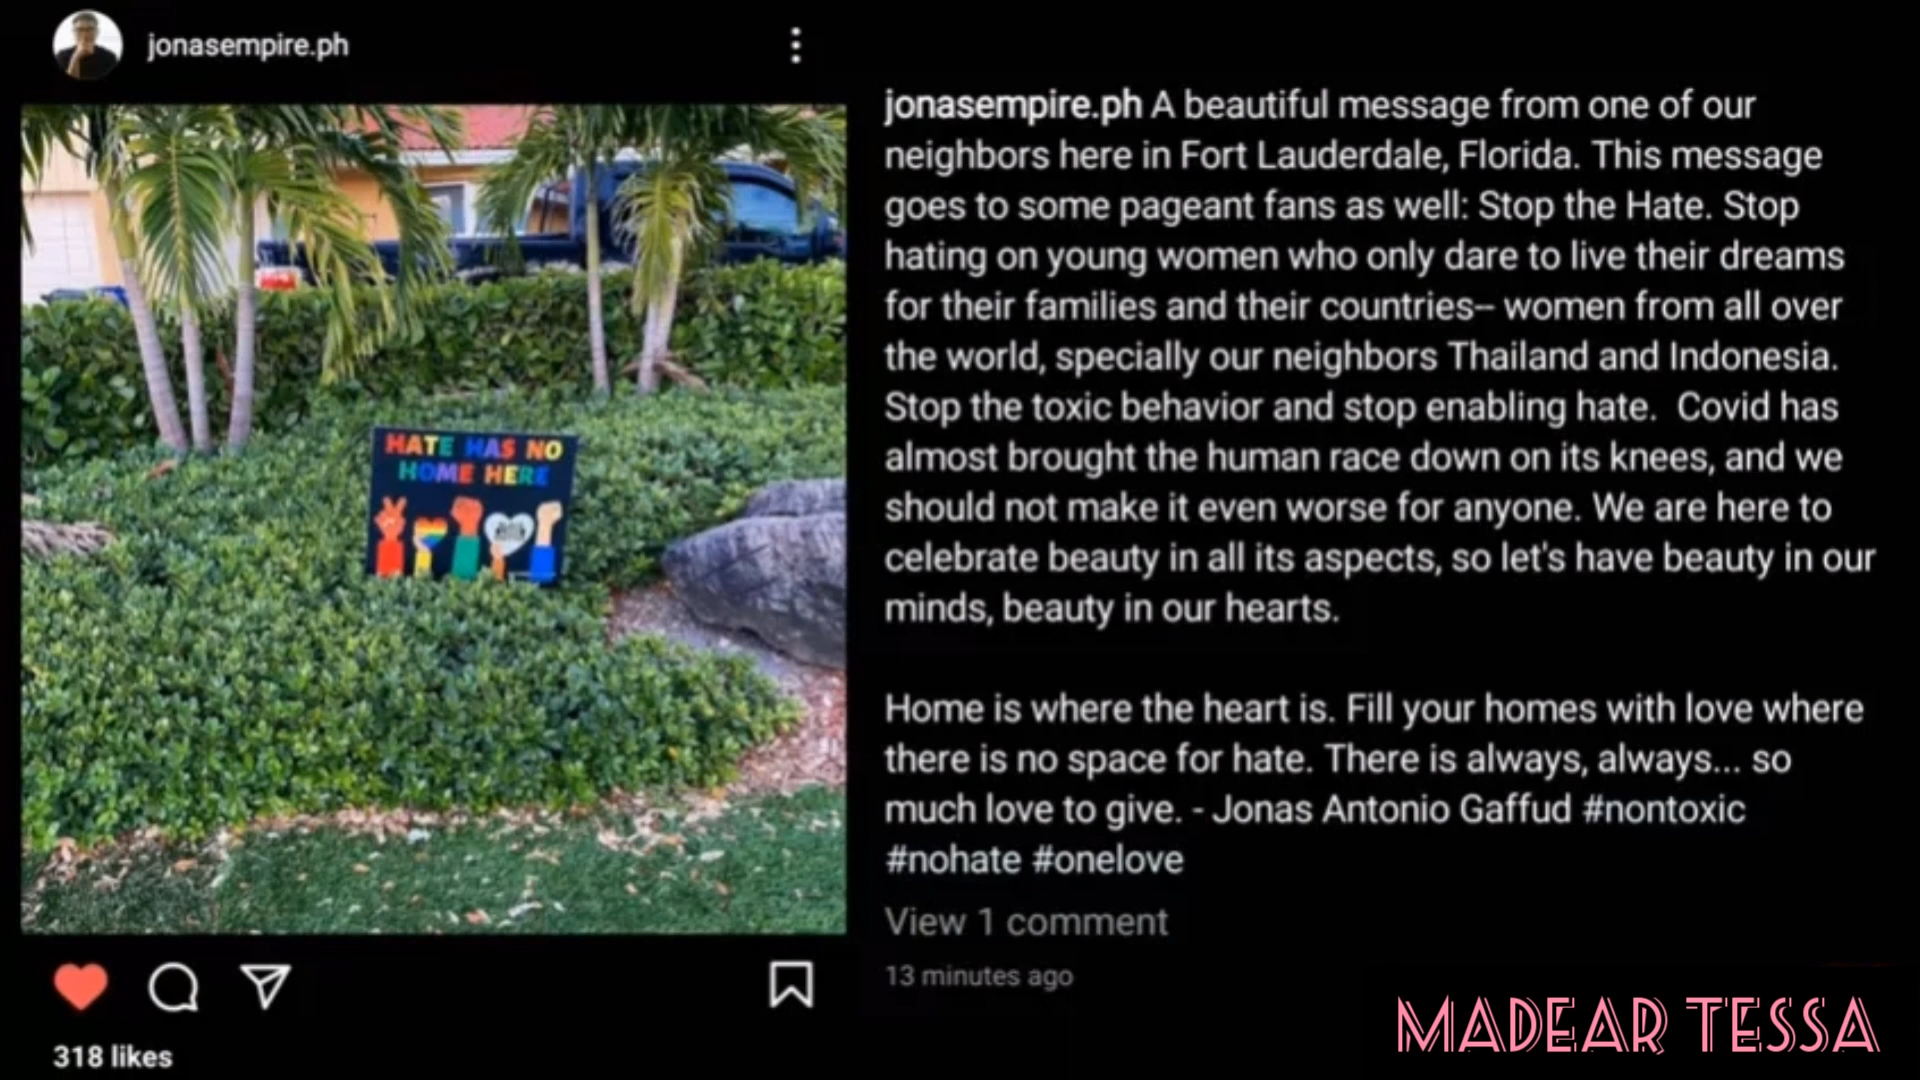 jonasempire.ph
HATE HAS NO
HOME HERE
318 likes
jonasempire.ph A beautiful message from one of our
neighbors here in Fort Lauderdale, Florida. This message
goes to some pageant fans as well: Stop the Hate. Stop
hating on young women who only dare to live their dreams
for their families and their countries-- women from all over
the world, specially our neighbors Thailand and Indonesia.
Stop the toxic behavior and stop enabling hate.  Covid has
almost brought the human race down on its knees, and we
should not make it even worse for anyone. We are here to
celebrate beauty in all its aspects, so let's have beauty in our
minds, beauty in our hearts.
Home is where the heart is. Fill your homes with love where
there is no space for hate. There is always, always... so
much love to give. - Jonas Antonio Gaffud #nontoxic
#nohate #onelove
View 1 comment
13 minutes ago
MADEAR TESSA